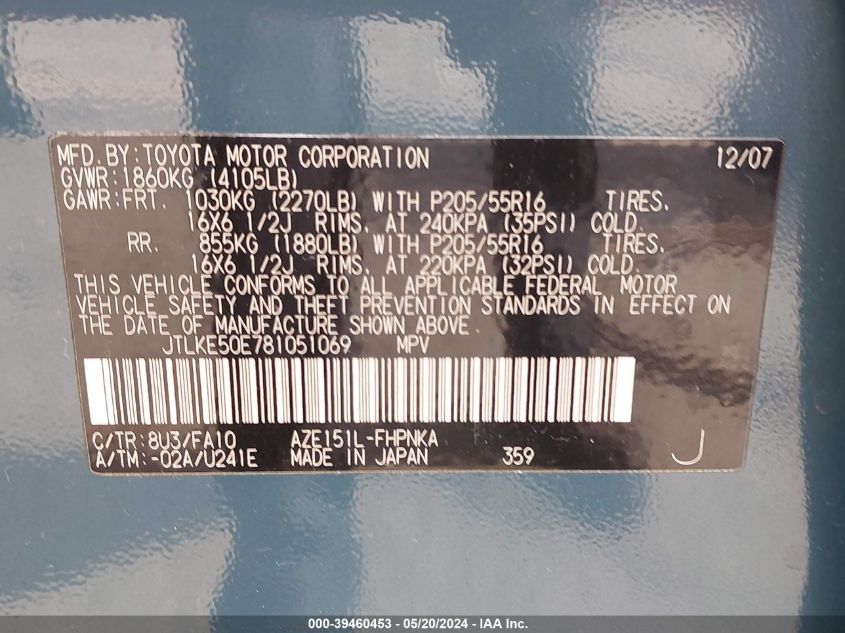 MFD. BY: TOYOTA MOTOR CORPORATION 12/07
GVWR: 1860KG (4105LB)
GAWR: FRT. 1030KG (2270LB) WITH P205/55R16 TIRES,
16X6 1/2J RIMS, AT 240KPA (35PSI) COLD.
RR. 855KG (1880LB) WITH P205/55R16 TIRES,
16X6 1/2J RIMS, AT 220KPA (32PSI) COLD.
THIS VEHICLE CONFORMS TO ALL APPLICABLE FEDERAL MOTOR
VEHICLE SAFETY AND THEFT PREVENTION STANDARDS IN EFFECT ON
THE DATE OF MANUFACTURE SHOWN ABOVE.
JTLKE50E781051069 MPV
C/TR: 8U3/FA10 AZE151L-FHPNKA
A/TM: -02A/U241E MADE IN JAPAN 359 J
000-39460453 - 05/20/2024 - IAA Inc.